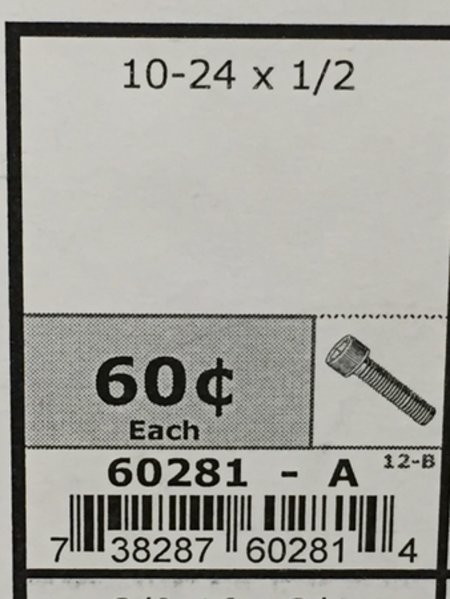 10-24 x 1/2
60¢
Each
60281 - A
12-B
7 38287 60281 4